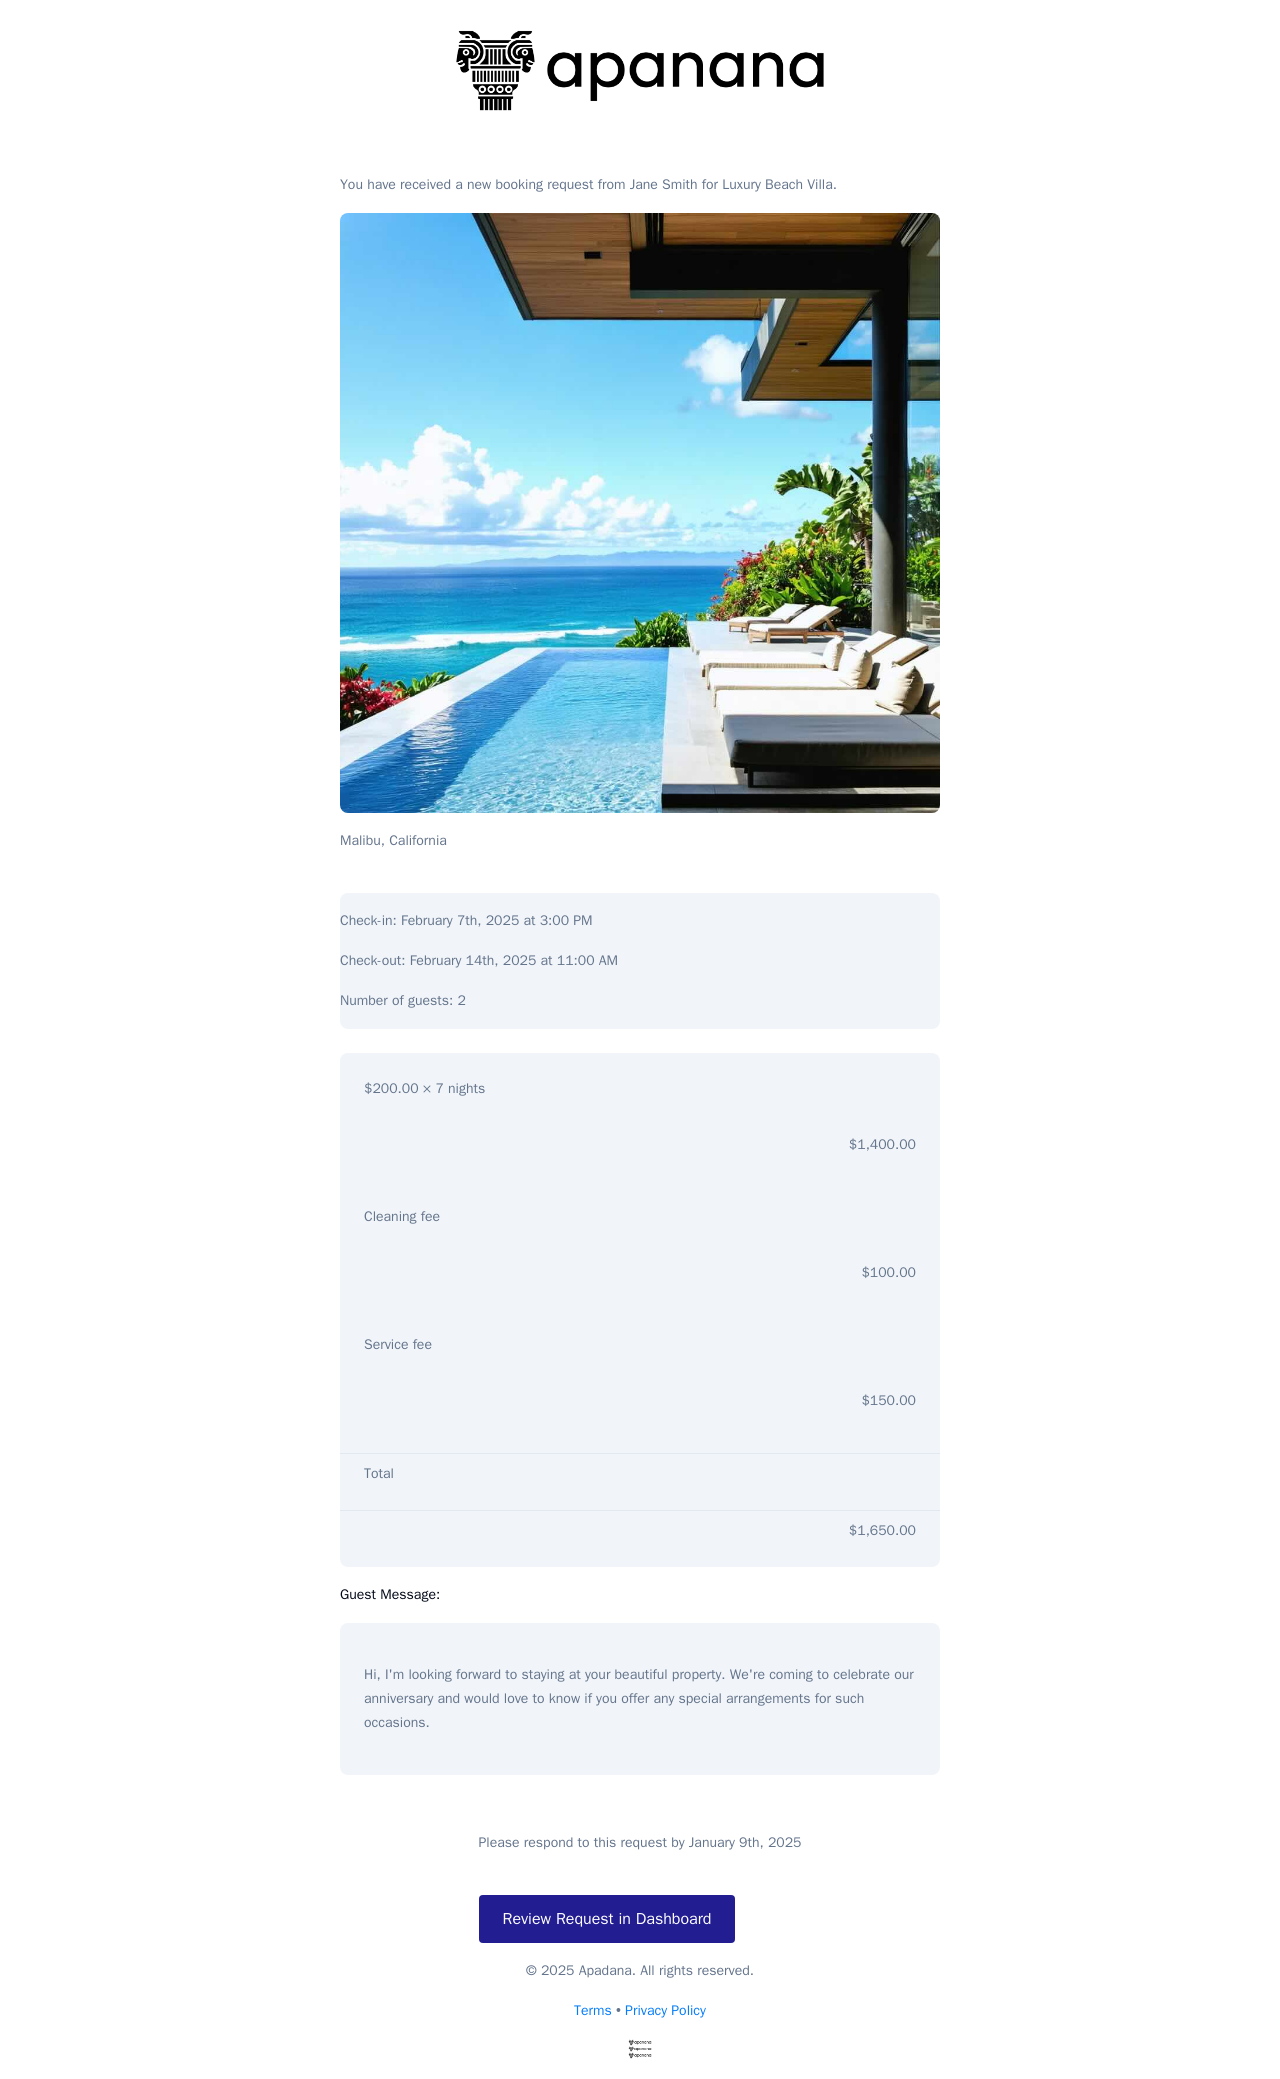 apanana
You have received a new booking request from Jane Smith for Luxury Beach Villa.
Malibu, California
Check-in: February 7th, 2025 at 3:00 PM
Check-out: February 14th, 2025 at 11:00 AM
Number of guests: 2
$200.00 × 7 nights
$1,400.00
Cleaning fee
$100.00
Service fee
$150.00
Total
$1,650.00
Guest Message:
Hi, I'm looking forward to staying at your beautiful property. We're coming to celebrate our
anniversary and would love to know if you offer any special arrangements for such
occasions.
Please respond to this request by January 9th, 2025
Review Request in Dashboard
© 2025 Apadana. All rights reserved.
Terms • Privacy Policy
apanana
apanana
apanana